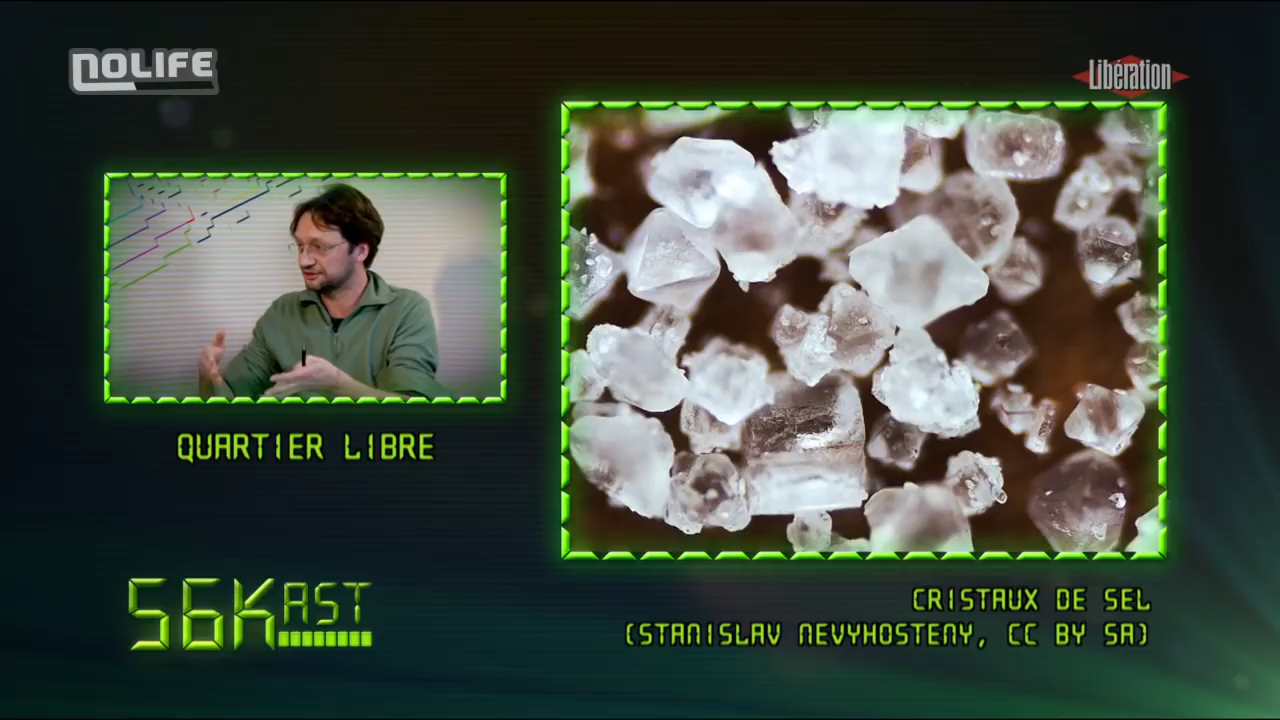 NOLIFE
Libération
QUARTIER LIBRE
56KAST
CRISTAUX DE SEL
(STANISLAV NEVYHOSTENY, CC BY SA)